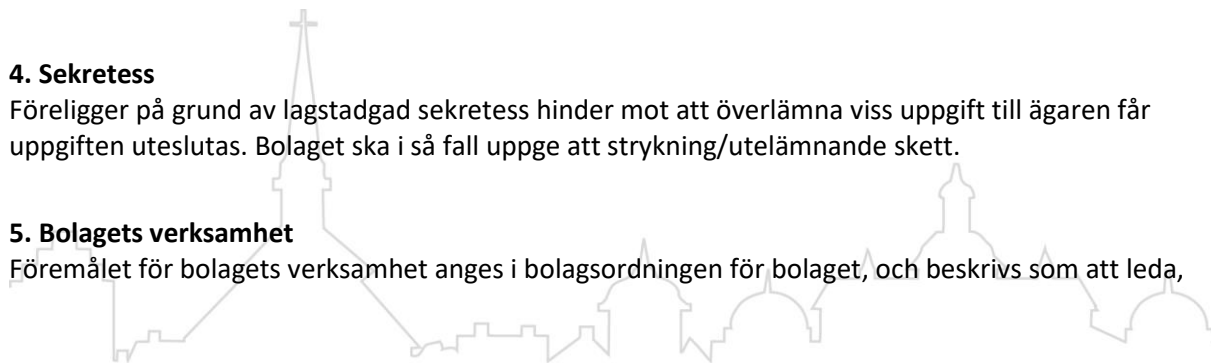 4. Sekretess
Föreligger på grund av lagstadgad sekretess hinder mot att överlämna viss uppgift till ägaren får
uppgiften uteslutas. Bolaget ska i så fall uppge att strykning/utelämnande skett.
5. Bolagets verksamhet
Föremålet för bolagets verksamhet anges i bolagsordningen för bolaget, och beskrivs som att leda,